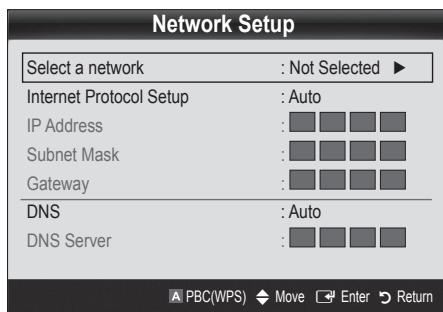 Network Setup
Select a network : Not Selected ►
Internet Protocol Setup : Auto
IP Address :
Subnet Mask :
Gateway :
DNS : Auto
DNS Server :
A PBC(WPS) Move Enter Return